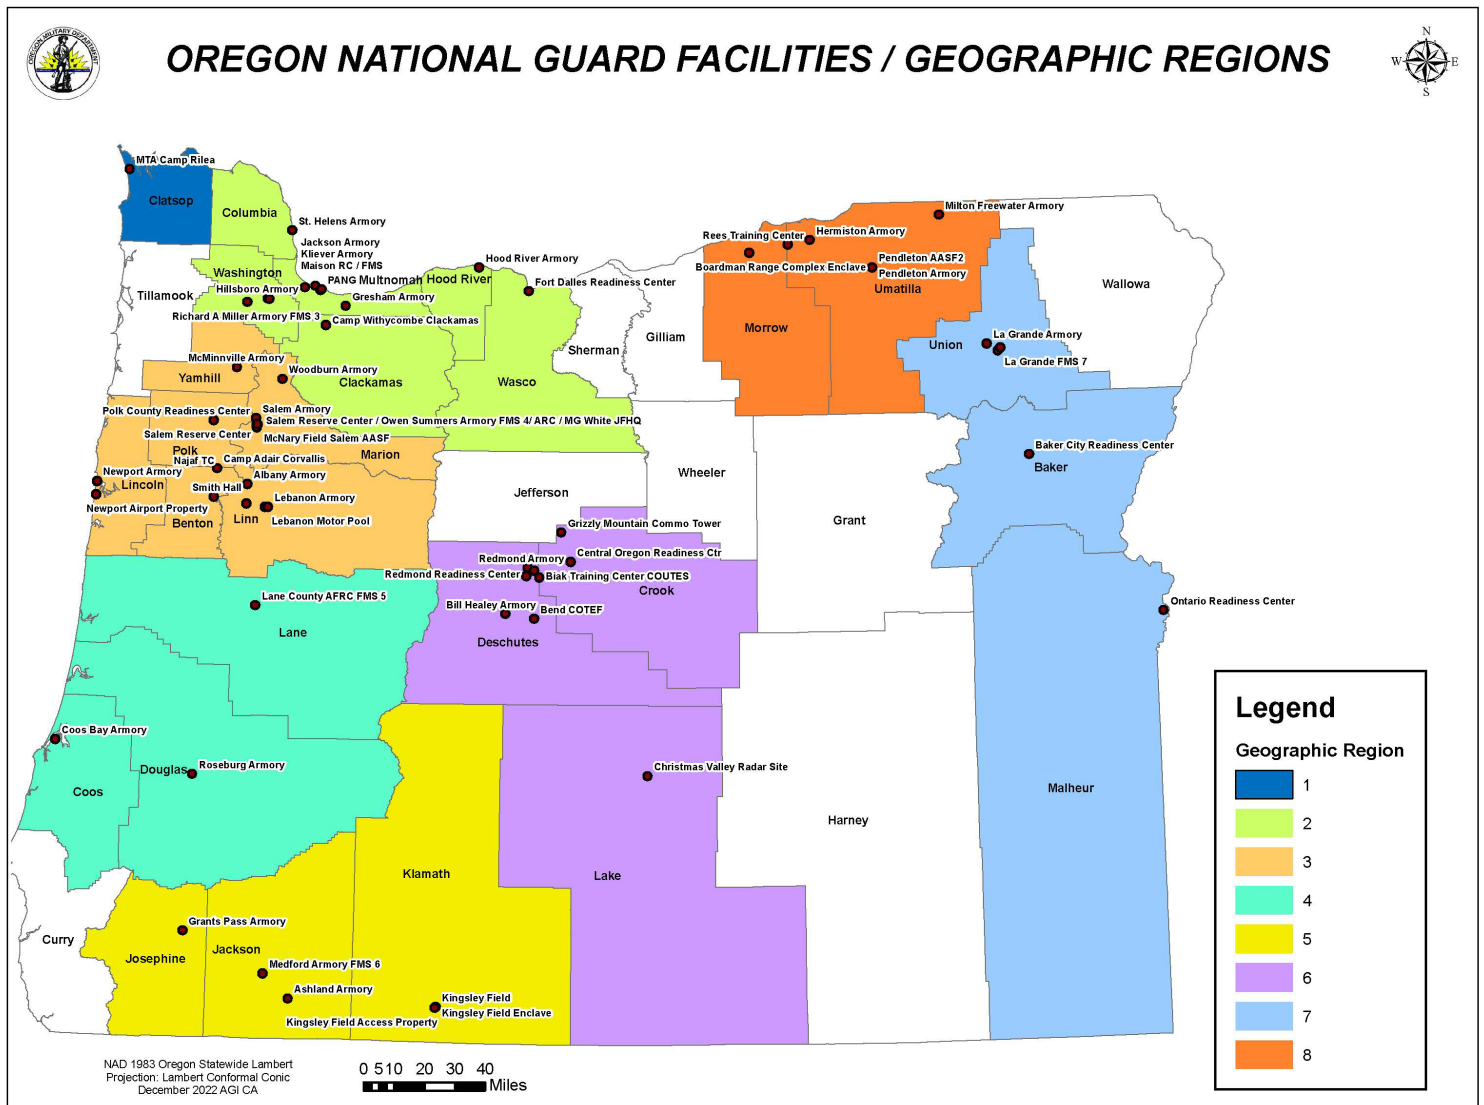 OREGON MILITARY DEPARTMENT
OREGON NATIONAL GUARD FACILITIES / GEOGRAPHIC REGIONS
N
W
E
S
MTA Camp Rilea
Clatsop
Columbia
St. Helens Armory
Jackson Armory
Kliever Armory
Maison RC / FMS
PANG Multnomah
Washington
Hillsboro Armory
Tillamook
Richard A Miller Armory FMS 3
Gresham Armory
Camp Withycombe Clackamas
Hood River Armory
Hood River
Fort Dalles Readiness Center
Sherman
Gilliam
Wasco
Clackamas
McMinnville Armory
Yamhill
Woodburn Armory
Polk County Readiness Center
Salem Armory
Salem Reserve Center / Owen Summers Armory FMS 4/ ARC / MG White JFHQ
Salem Reserve Center
McNary Field Salem AASF
Polk
Marion
Najaf TC
Camp Adair Corvallis
Newport Armory
Lincoln
Smith Hall
Albany Armory
Lebanon Armory
Newport Airport Property
Benton
Linn
Lebanon Motor Pool
Milton Freewater Armory
Rees Training Center
Hermiston Armory
Boardman Range Complex Enclave
Pendleton AASF2
Pendleton Armory
Umatilla
Morrow
Wallowa
Union
La Grande Armory
La Grande FMS 7
Baker City Readiness Center
Baker
Wheeler
Jefferson
Grant
Grizzly Mountain Commo Tower
Redmond Armory
Central Oregon Readiness Ctr
Redmond Readiness Center
Biak Training Center COUTES
Crook
Bill Healey Armory
Bend COTEF
Deschutes
Lane County AFRC FMS 5
Lane
Ontario Readiness Center
Coos Bay Armory
Douglas
Roseburg Armory
Coos
Christmas Valley Radar Site
Malheur
Harney
Klamath
Lake
Curry
Grants Pass Armory
Josephine
Jackson
Medford Armory FMS 6
Ashland Armory
Kingsley Field
Kingsley Field Enclave
Kingsley Field Access Property
Legend
Geographic Region
1
2
3
4
5
6
7
8
NAD 1983 Oregon Statewide Lambert
Projection: Lambert Conformal Conic
December 2022 AGI CA
0 5 10 20 30 40
Miles